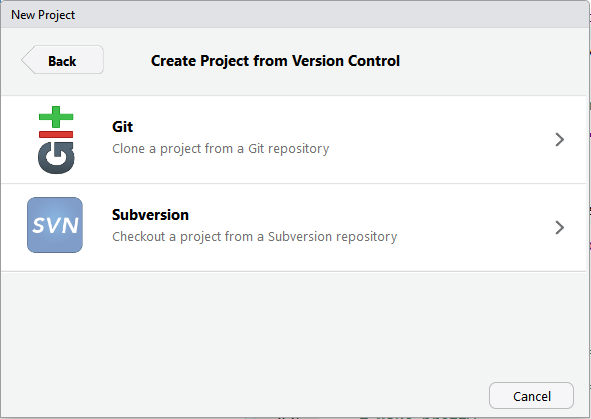 New Project
Back
Create Project from Version Control
Git
Git
Clone a project from a Git repository
SVN
Subversion
Checkout a project from a Subversion repository
Cancel